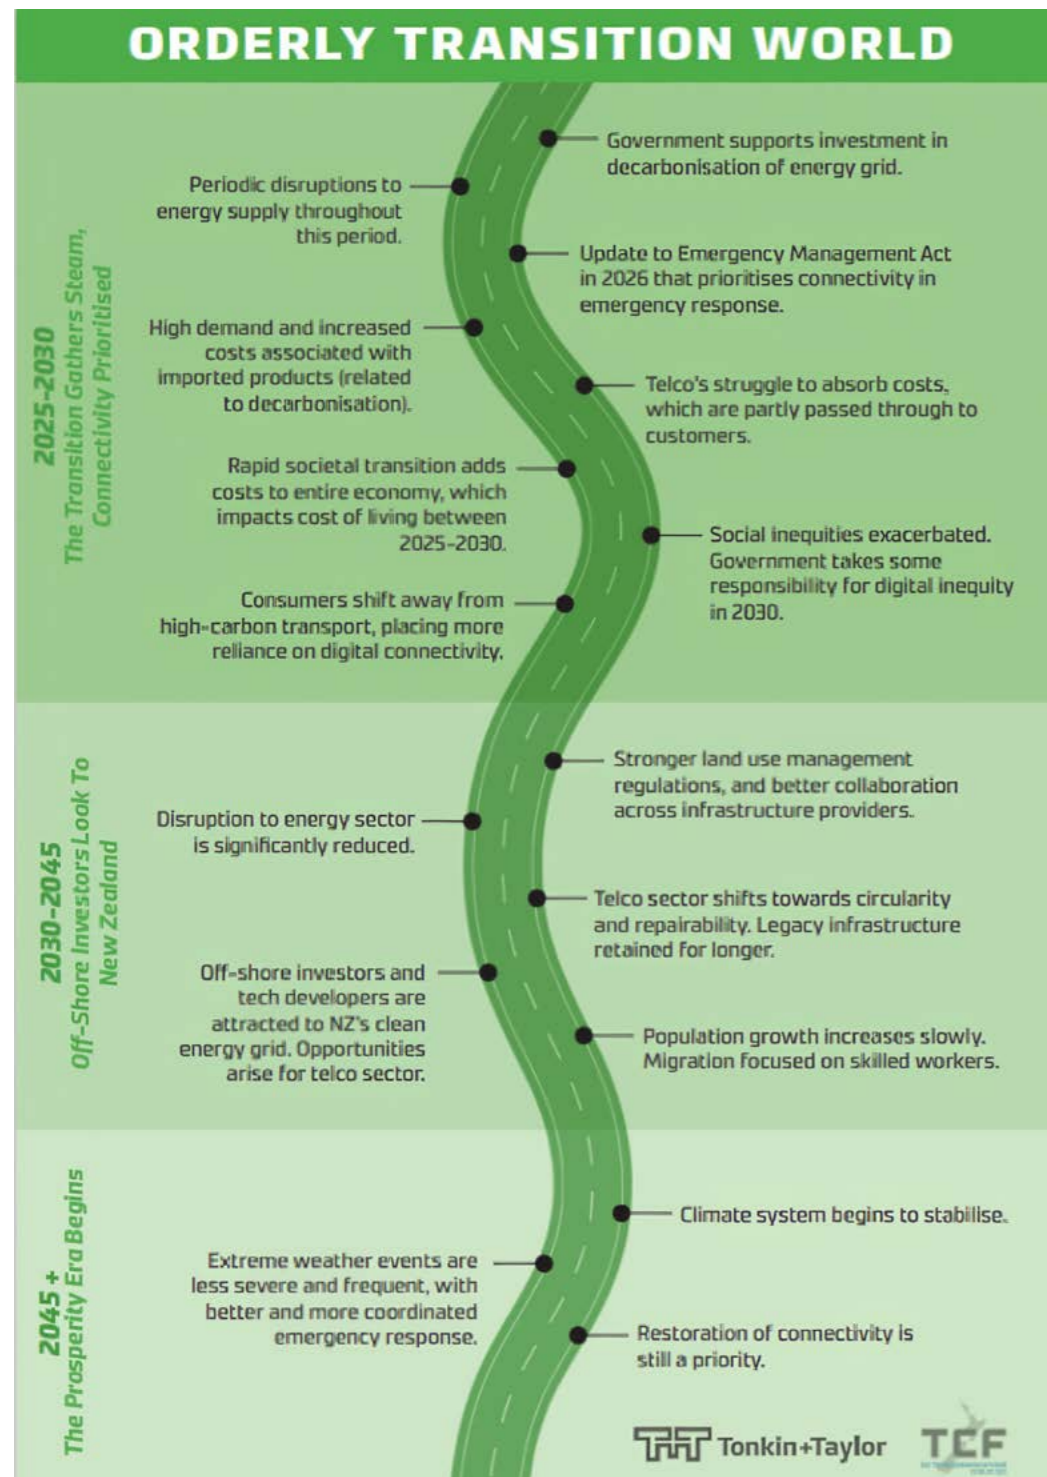 ORDERLY TRANSITION WORLD
2025-2030
The Transition Gathers Steam,
Connectivity Prioritised
Government supports investment in
decarbonisation of energy grid.
Periodic disruptions to
energy supply throughout
this period.
Update to Emergency Management Act
in 2026 that prioritises connectivity in
emergency response.
High demand and increased
costs associated with
imported products (related
to decarbonisation).
Telco's struggle to absorb costs,
which are partly passed through to
customers.
Rapid societal transition adds
costs to entire economy, which
impacts cost of living between
2025-2030.
Social inequities exacerbated.
Government takes some
responsibility for digital inequity
in 2030.
Consumers shift away from
high-carbon transport, placing more
reliance on digital connectivity.
2030-2045
Off-Shore Investors Look To
New Zealand
Stronger land use management
regulations, and better collaboration
across infrastructure providers.
Disruption to energy sector
is significantly reduced.
Telco sector shifts towards circularity
and repairability. Legacy infrastructure
retained for longer.
Off-shore investors and
tech developers are
attracted to NZ's clean
energy grid. Opportunities
arise for telco sector.
Population growth increases slowly.
Migration focused on skilled workers.
2045 +
The Prosperity Era Begins
Climate system begins to stabilise.
Extreme weather events are
less severe and frequent, with
better and more coordinated
emergency response.
Restoration of connectivity is
still a priority.
Tonkin+Taylor
TCF